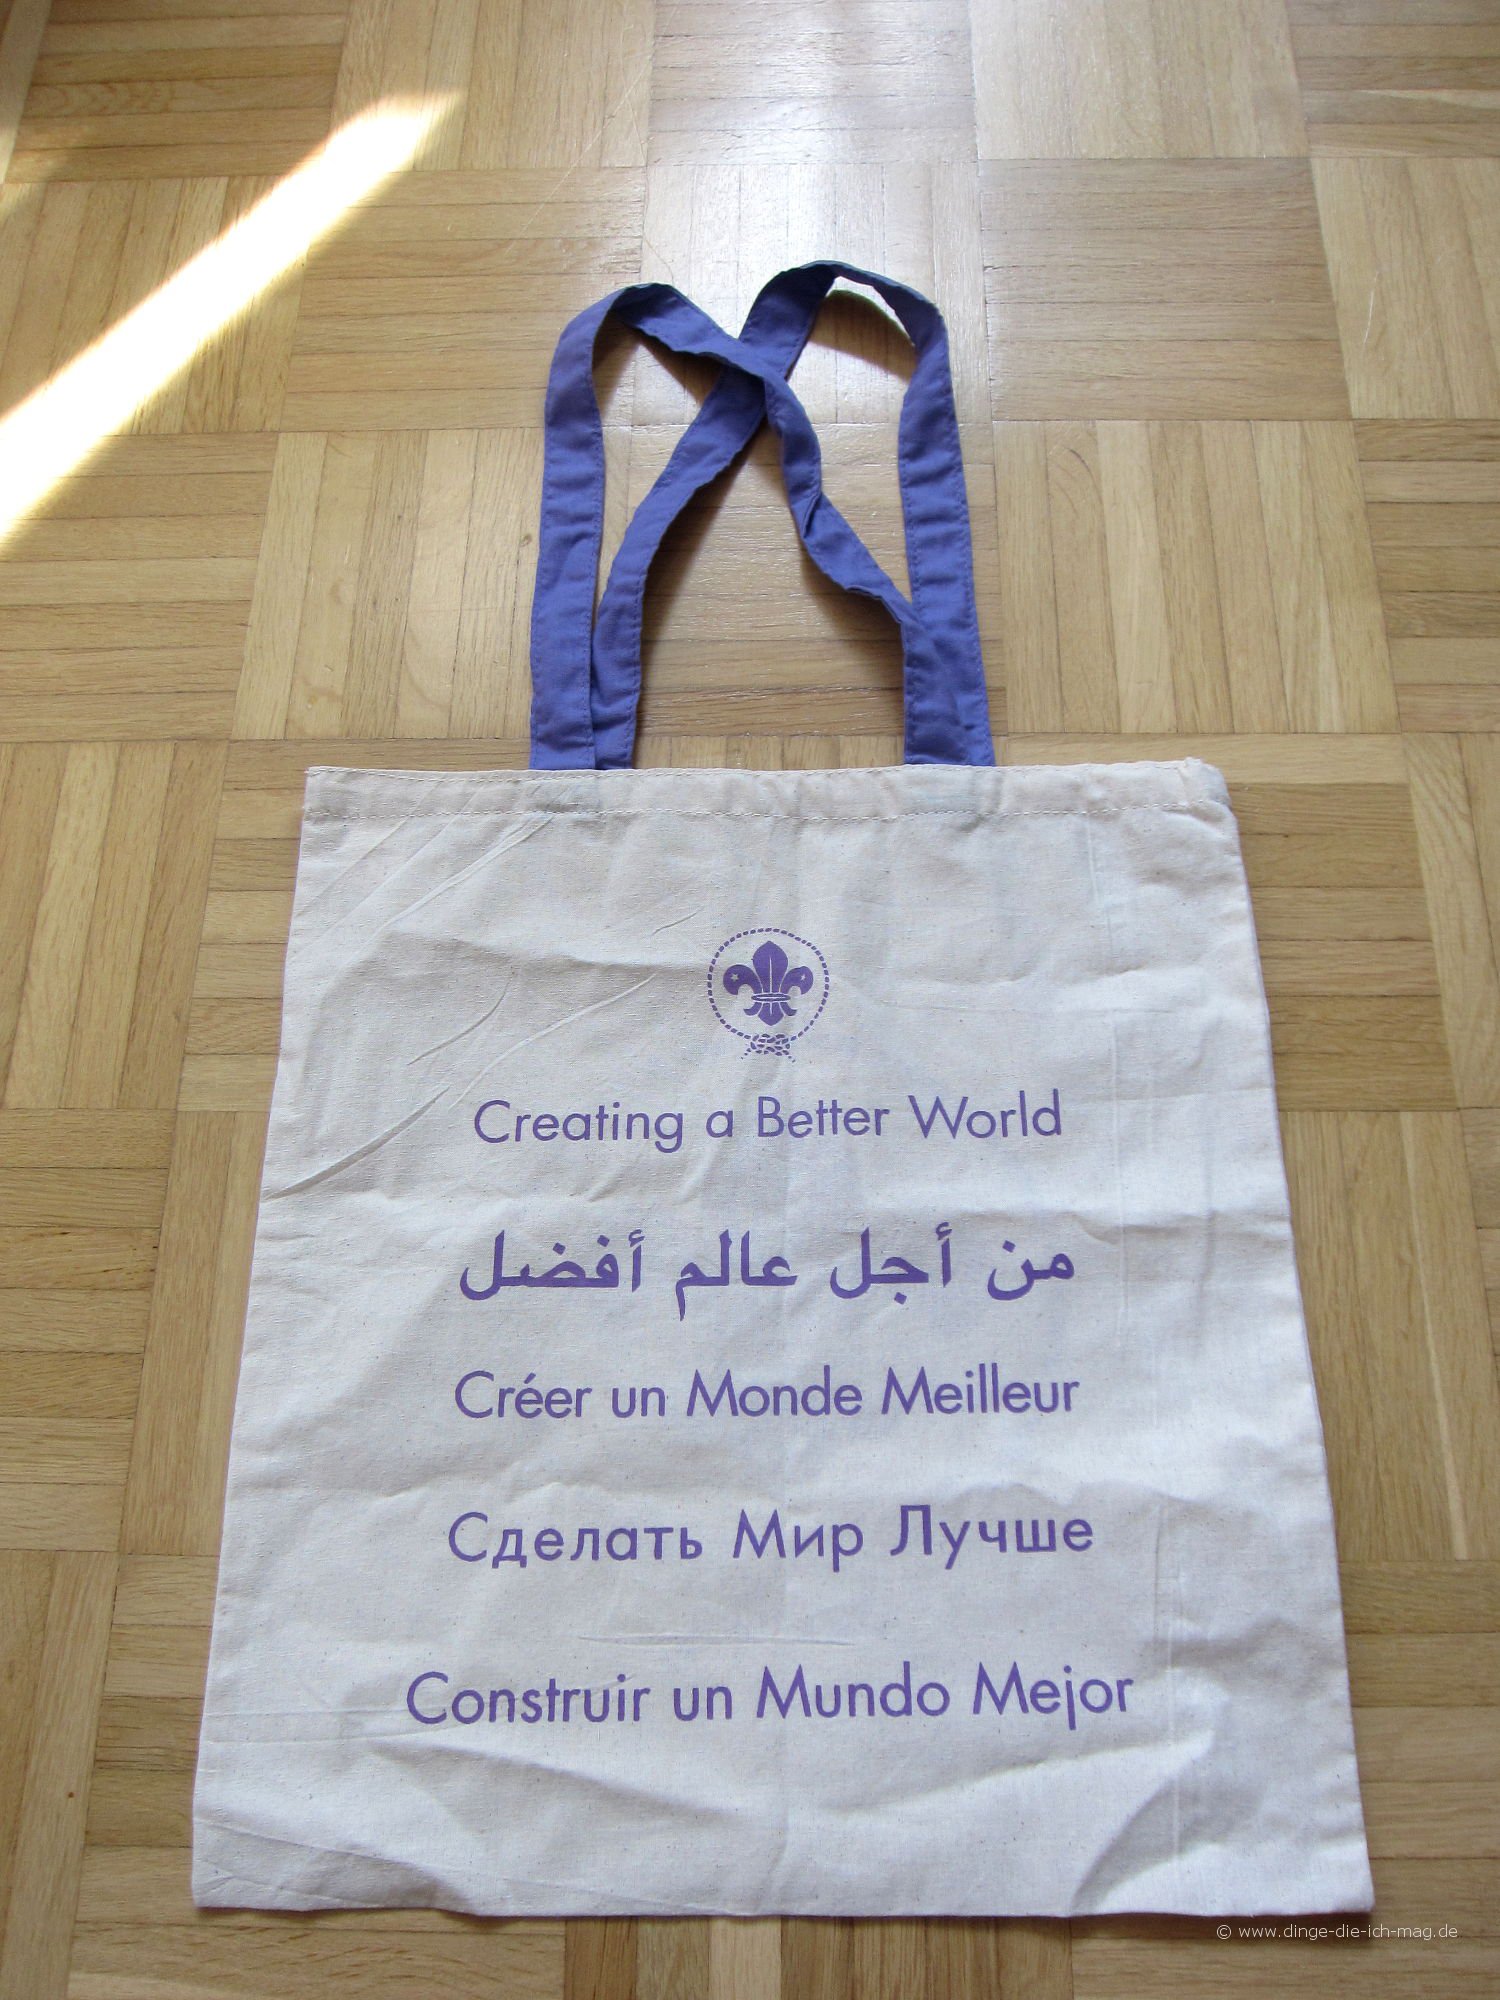 Creating a Better World
من أجل عالم أفضل
Créer un Monde Meilleur
Сделать Мир Лучше
Construir un Mundo Mejor
© www.dinge-die-ich-mag.de